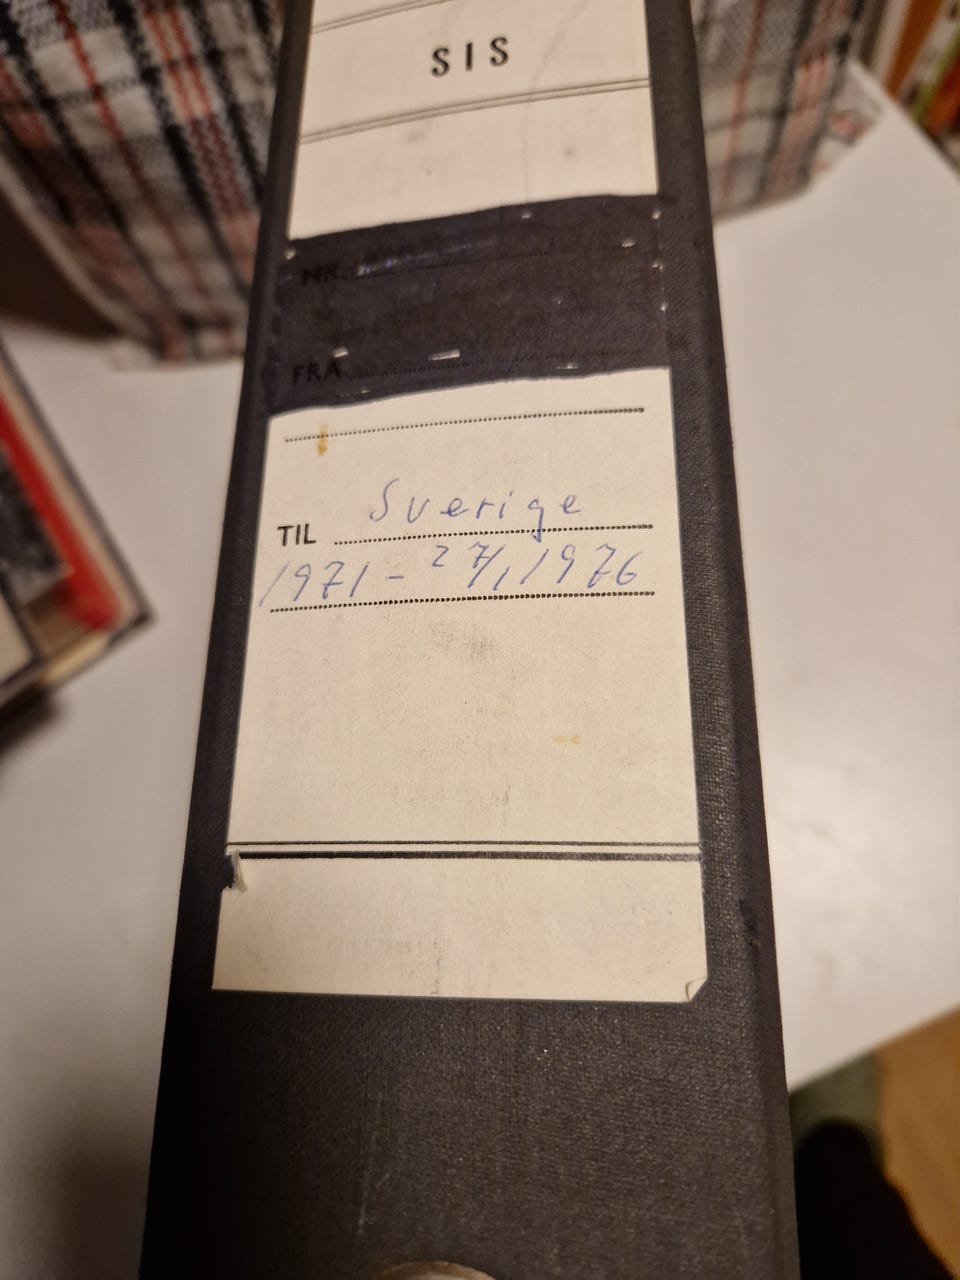 SIS
NR.
FRA
Sverige
TIL
1971 - 27/1 1976